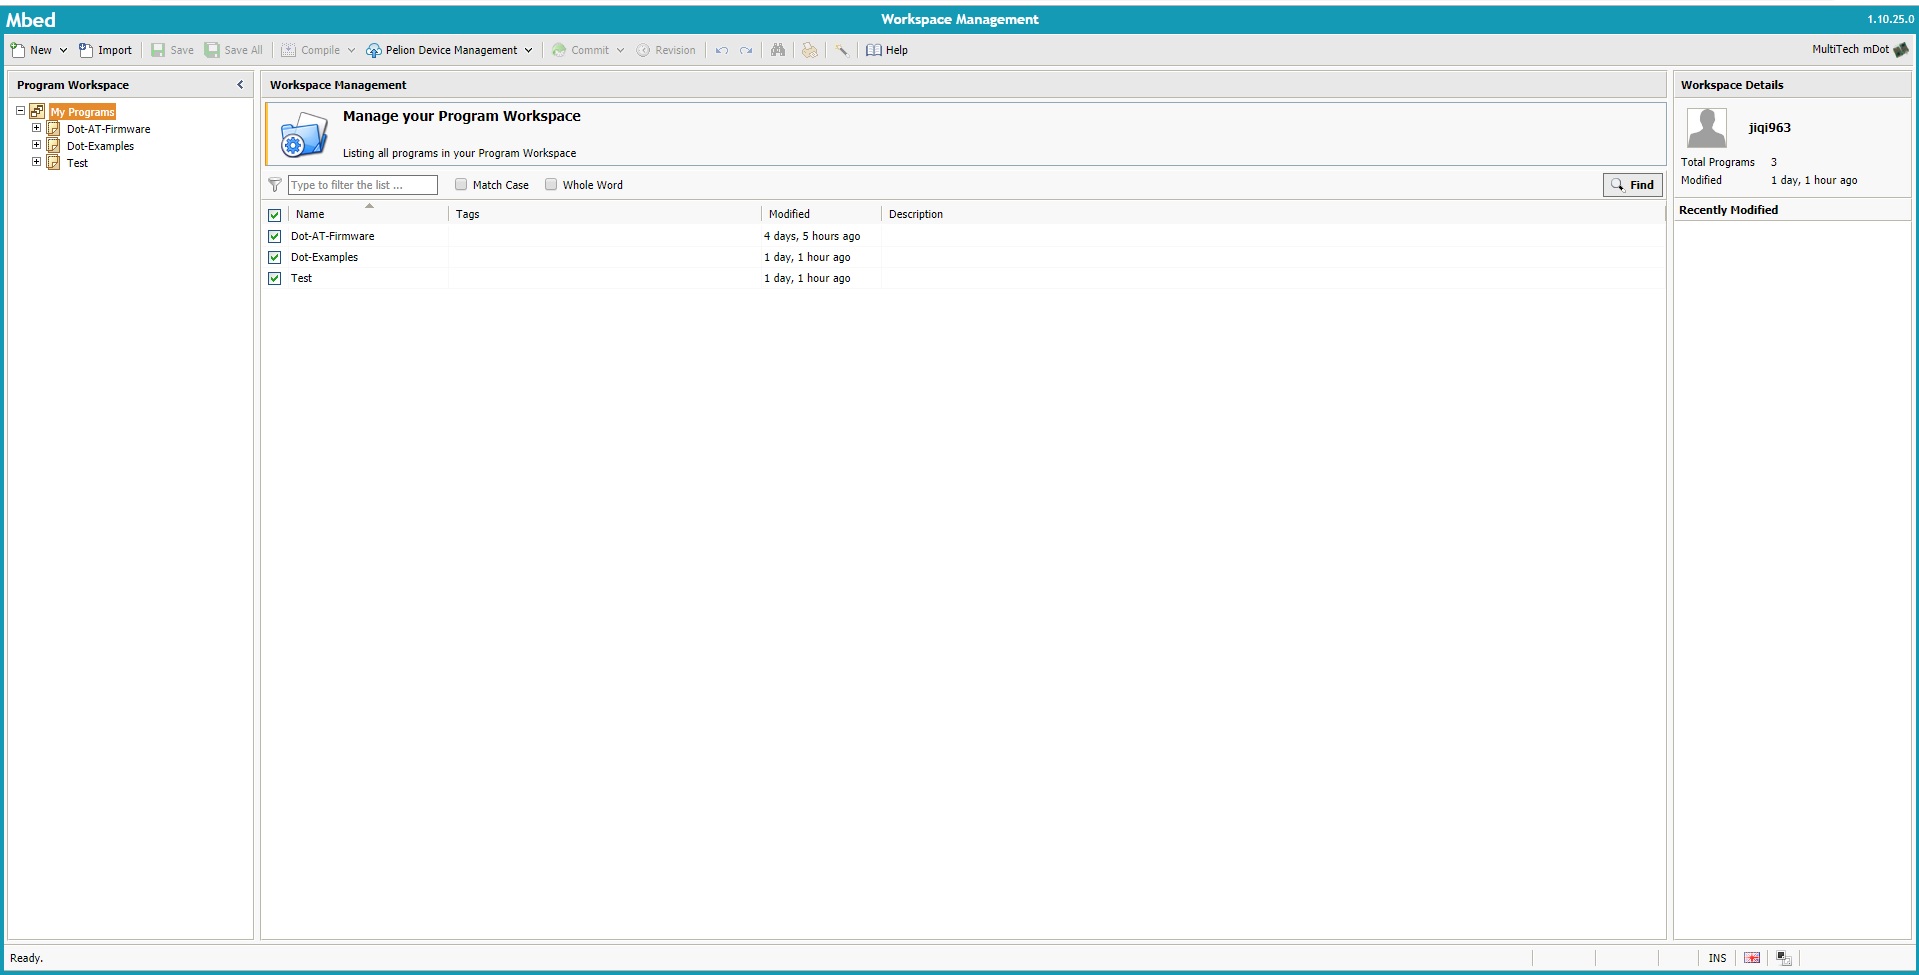 Mbed
Workspace Management
1.10.25.0
New
Import
Save
Save All
Compile
Pelion Device Management
Commit
Revision
Help
MultiTech mDot
Program Workspace
My Programs
Dot-AT-Firmware
Dot-Examples
Test
Workspace Management
Manage your Program Workspace
Listing all programs in your Program Workspace
Type to filter the list ...
Match Case
Whole Word
Find
Name Tags Modified Description
Dot-AT-Firmware 4 days, 5 hours ago
Dot-Examples 1 day, 1 hour ago
Test 1 day, 1 hour ago
Workspace Details
jiqi963
Total Programs 3
Modified 1 day, 1 hour ago
Recently Modified
Ready.
INS